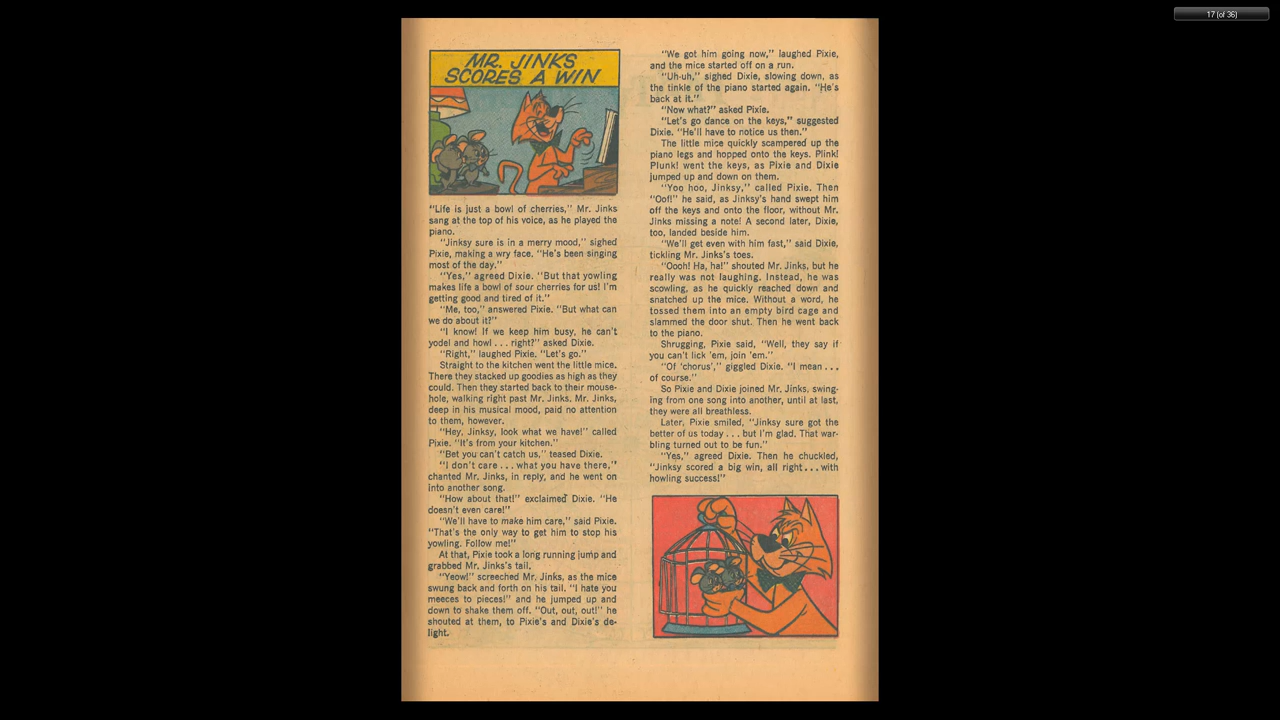 17 (of 36)
MR. JINKS
SCORES A WIN
"Life is just a bowl of cherries," Mr. Jinks
sang at the top of his voice, as he played the
piano.
"Jinksy sure is in a merry mood," sighed
Pixie, making a wry face. "He's been singing
most of the day."
"Yes," agreed Dixie. "But that yowling
makes life a bowl of sour cherries for us! I'm
getting good and tired of it."
"Me, too," answered Pixie. "But what can
we do about it?"
"I know! If we keep him busy, he can't
yodel and howl . . . right?" asked Dixie.
"Right," laughed Pixie. "Let's go."
Straight to the kitchen went the little mice.
There they stacked up goodies as high as they
could. Then they started back to their mouse-
hole, walking right past Mr. Jinks. Mr. Jinks,
deep in his musical mood, paid no attention
to them, however.
"Hey, Jinksy, look what we have!" called
Pixie. "It's from your kitchen."
"Bet you can't catch us," teased Dixie.
"I don't care . . . what you have there,"
chanted Mr. Jinks, in reply, and he went on
into another song.
"How about that!" exclaimed Dixie. "He
doesn't even care!"
"We'll have to make him care," said Pixie.
"That's the only way to get him to stop his
yowling. Follow me!"
At that, Pixie took a long running jump and
grabbed Mr. Jinks's tail.
"Yeow!" screeched Mr. Jinks, as the mice
swung back and forth on his tail. "I hate you
meeces to pieces!" and he jumped up and
down to shake them off. "Out, out, out!" he
shouted at them, to Pixie's and Dixie's de-
light.
"We got him going now," laughed Pixie,
and the mice started off on a run.
"Uh-uh," sighed Dixie, slowing down, as
the tinkle of the piano started again. "He's
back at it."
"Now what?" asked Pixie.
"Let's go dance on the keys," suggested
Dixie. "He'll have to notice us then."
The little mice quickly scampered up the
piano legs and hopped onto the keys. Plink!
Plunk! went the keys, as Pixie and Dixie
jumped up and down on them.
"Yoo hoo, Jinksy," called Pixie. Then
"Oof!" he said, as Jinksy's hand swept him
off the keys and onto the floor, without Mr.
Jinks missing a note! A second later, Dixie,
too, landed beside him.
"We'll get even with him fast," said Dixie,
tickling Mr. Jinks's toes.
"Oooh! Ha, ha!" shouted Mr. Jinks, but he
really was not laughing. Instead, he was
scowling, as he quickly reached down and
snatched up the mice. Without a word, he
tossed them into an empty bird cage and
slammed the door shut. Then he went back
to the piano.
Shrugging, Pixie said, "Well, they say if
you can't lick 'em, join 'em."
"Of 'chorus'," giggled Dixie. "I mean . . .
of course."
So Pixie and Dixie joined Mr. Jinks, swing-
ing from one song into another, until at last,
they were all breathless.
Later, Pixie smiled, "Jinksy sure got the
better of us today . . . but I'm glad. That war-
bling turned out to be fun."
"Yes," agreed Dixie. Then he chuckled,
"Jinksy scored a big win, all right . . . with
howling success!"